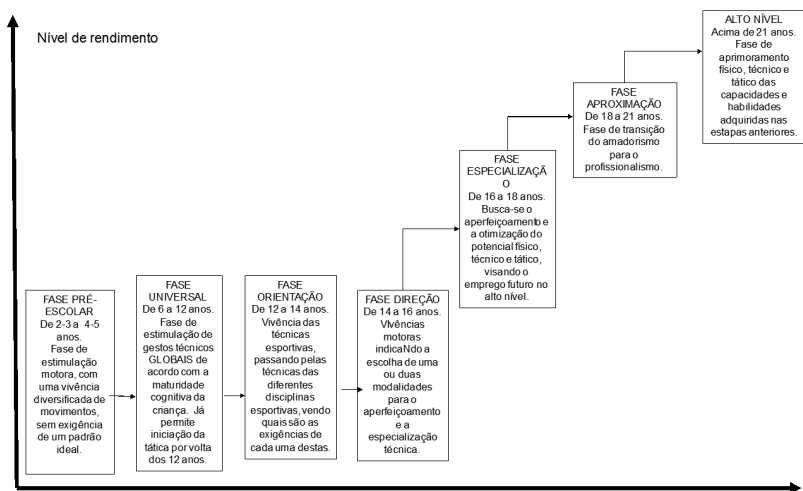 Nível de rendimento
FASE PRÉ-
ESCOLAR
De 2-3 a 4-5
anos.
Fase de
estimulação
motora, com
uma vivência
diversificada de
movimentos,
sem exigência
de um padrão
ideal.
FASE
UNIVERSAL
De 6 a 12 anos.
Fase de
estimulação de
gestos técnicos
GLOBAIS de
acordo com a
maturidade
cognitiva da
criança. Já
permite
iniciação da
tática por volta
dos 12 anos.
FASE
ORIENTAÇÃO
De 12 a 14 anos.
Vivência das
técnicas
esportivas,
passando pelas
técnicas das
diferentes
disciplinas
esportivas, vendo
quais são as
exigências de
cada uma destas.
FASE DIREÇÃO
De 14 a 16 anos.
VIvências
motoras
indicaNdo a
escolha de uma
ou duas
modalidades
para o
aperfeiçoamento
e a
especialização
técnica.
FASE
ESPECIALIZAÇÃ
O
De 16 a 18 anos.
Busca-se o
aperfeiçoamento e
a otimização do
potencial físico,
técnico e tático,
visando o
emprego futuro no
alto nível.
FASE
APROXIMAÇÃO
De 18 a 21 anos.
Fase de transição
do amadorismo
para o
profissionalismo.
ALTO NÍVEL
Acima de 21 anos.
Fase de
aprimoramento
físico, técnico e
tático das
capacidades e
habilidades
adquiridas nas
estapas anteriores.